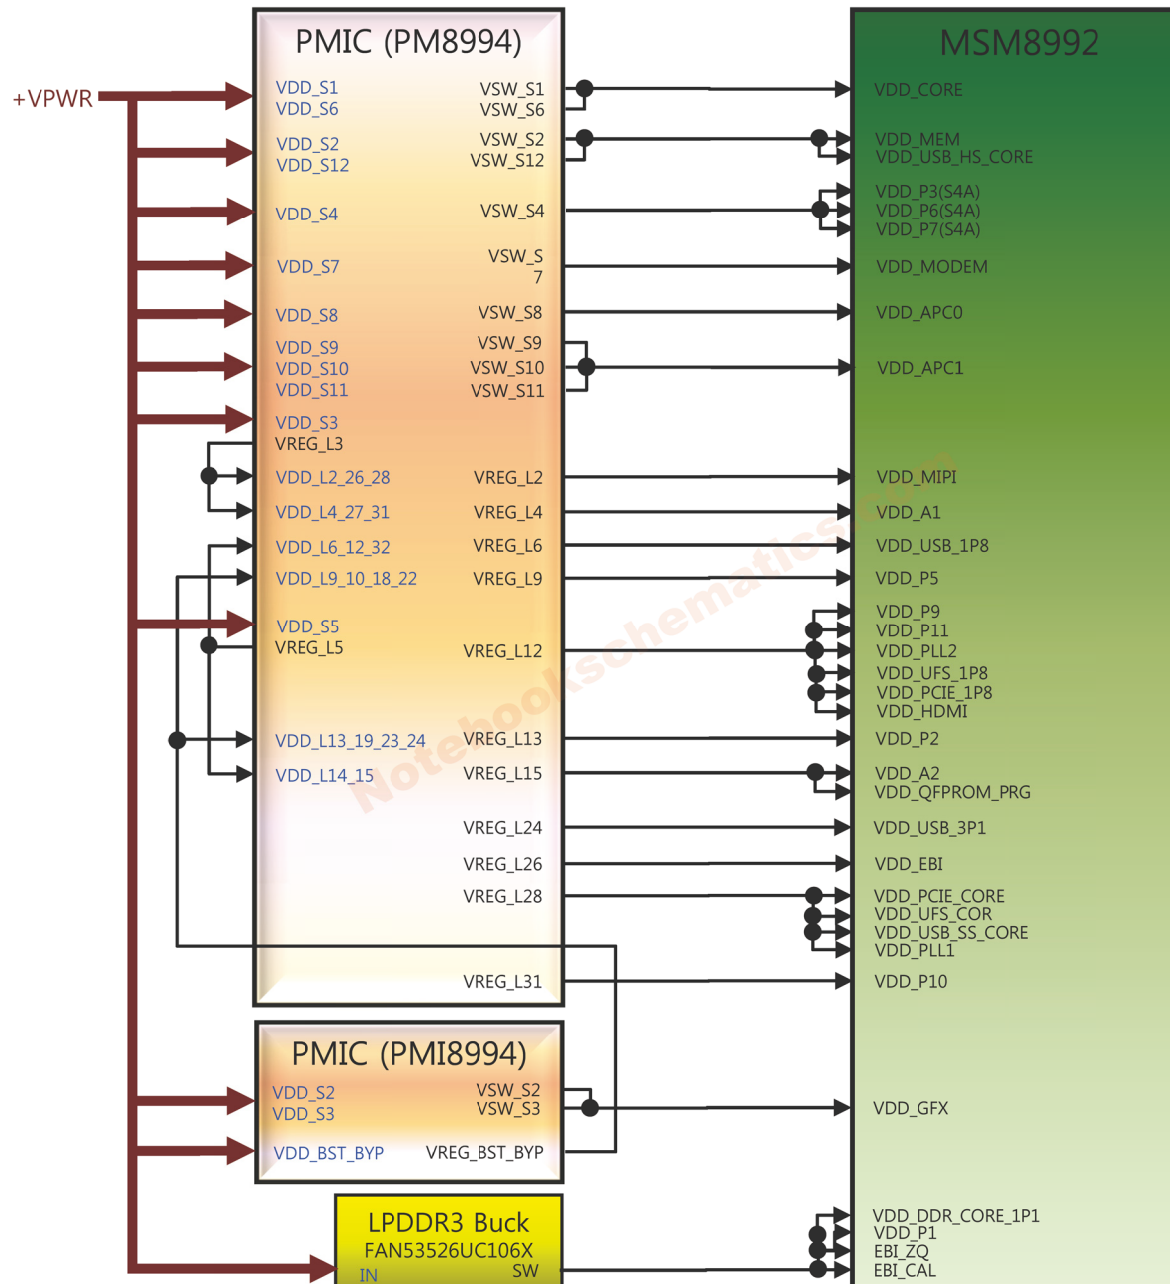 PMIC (PM8994)
MSM8992
+VPWR
VDD_S1
VDD_S6
VDD_S2
VDD_S12
VDD_S4
VDD_S7
VDD_S8
VDD_S9
VDD_S10
VDD_S11
VDD_S3
VREG_L3
VDD_L2_26_28
VDD_L4_27_31
VDD_L6_12_32
VDD_L9_10_18_22
VDD_S5
VREG_L5
VDD_L13_19_23_24
VDD_L14_15
VSW_S1
VSW_S6
VSW_S2
VSW_S12
VSW_S4
VSW_S
7
VSW_S8
VSW_S9
VSW_S10
VSW_S11
VREG_L2
VREG_L4
VREG_L6
VREG_L9
VREG_L12
VREG_L13
VREG_L15
VREG_L24
VREG_L26
VREG_L28
VREG_L31
VDD_CORE
VDD_MEM
VDD_USB_HS_CORE
VDD_P3(S4A)
VDD_P6(S4A)
VDD_P7(S4A)
VDD_MODEM
VDD_APC0
VDD_APC1
VDD_MIPI
VDD_A1
VDD_USB_1P8
VDD_P5
VDD_P9
VDD_P11
VDD_PLL2
VDD_UFS_1P8
VDD_PCIE_1P8
VDD_HDMI
VDD_P2
VDD_A2
VDD_QFPROM_PRG
VDD_USB_3P1
VDD_EBI
VDD_PCIE_CORE
VDD_UFS_COR
VDD_USB_SS_CORE
VDD_PLL1
VDD_P10
VDD_GFX
VDD_DDR_CORE_1P1
VDD_P1
EBI_ZQ
EBI_CAL
PMIC (PMI8994)
VDD_S2
VDD_S3
VDD_BST_BYP
VSW_S2
VSW_S3
VREG_BST_BYP
LPDDR3 Buck
FAN53526UC106X
IN
SW
Notebookschematics.com